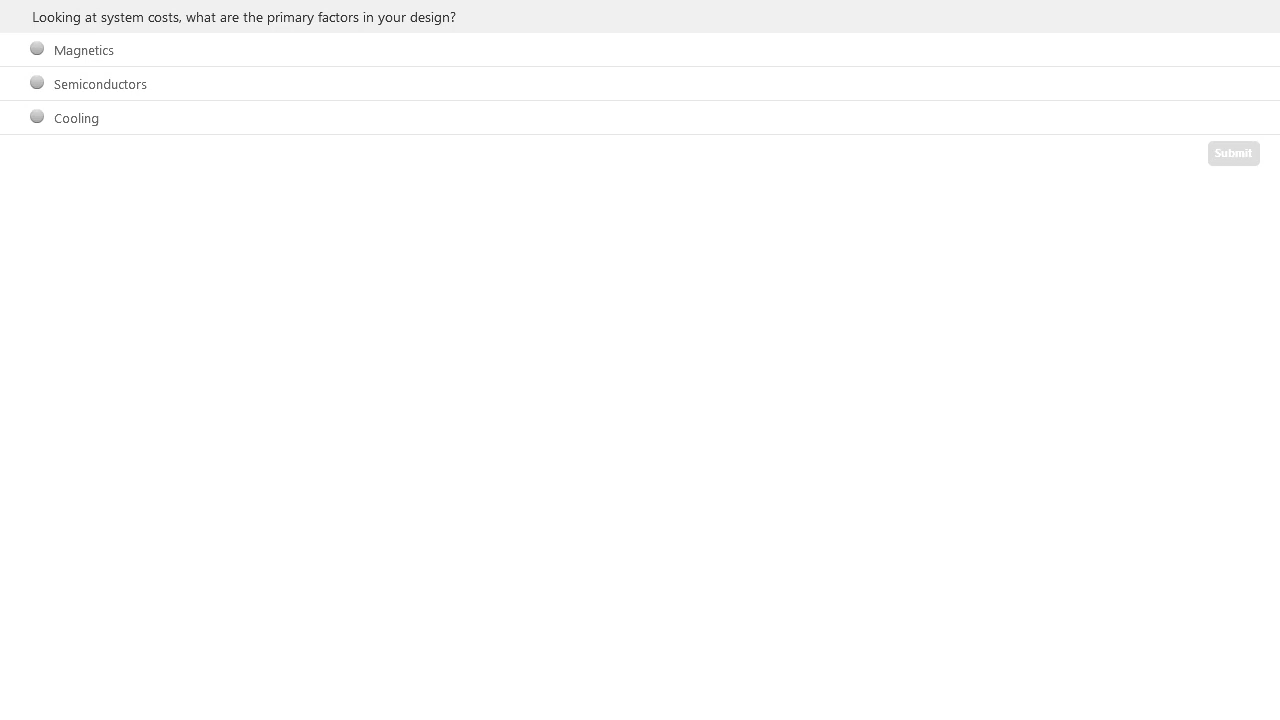 Looking at system costs, what are the primary factors in your design?
Magnetics
Semiconductors
Cooling
Submit